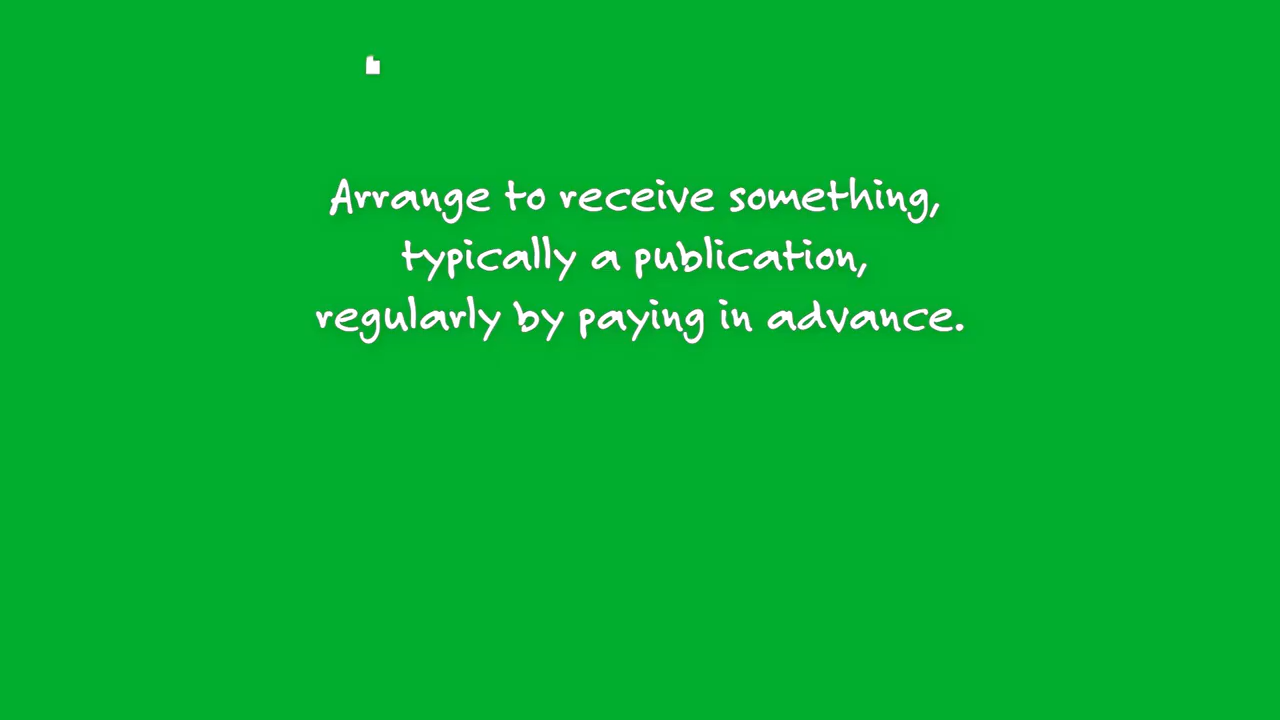 Arrange to receive something,
typically a publication,
regularly by paying in advance.